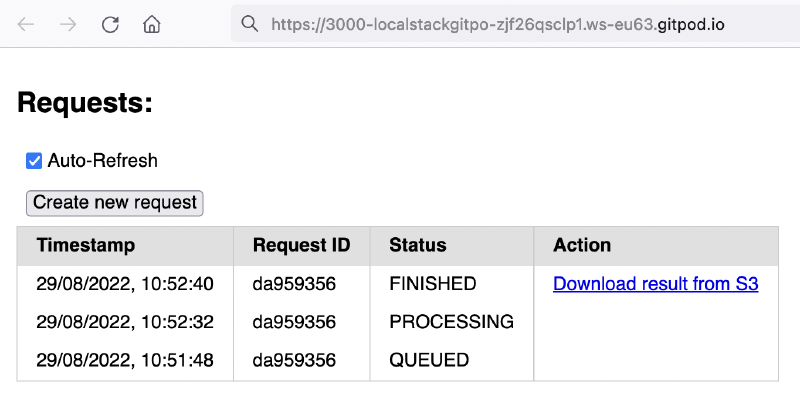 https://3000-localstackgitpo-zjf26qsclp1.ws-eu63.gitpod.io
Requests:
Auto-Refresh
Create new request
Timestamp Request ID Status Action
29/08/2022, 10:52:40 da959356 FINISHED Download result from S3
29/08/2022, 10:52:32 da959356 PROCESSING
29/08/2022, 10:51:48 da959356 QUEUED